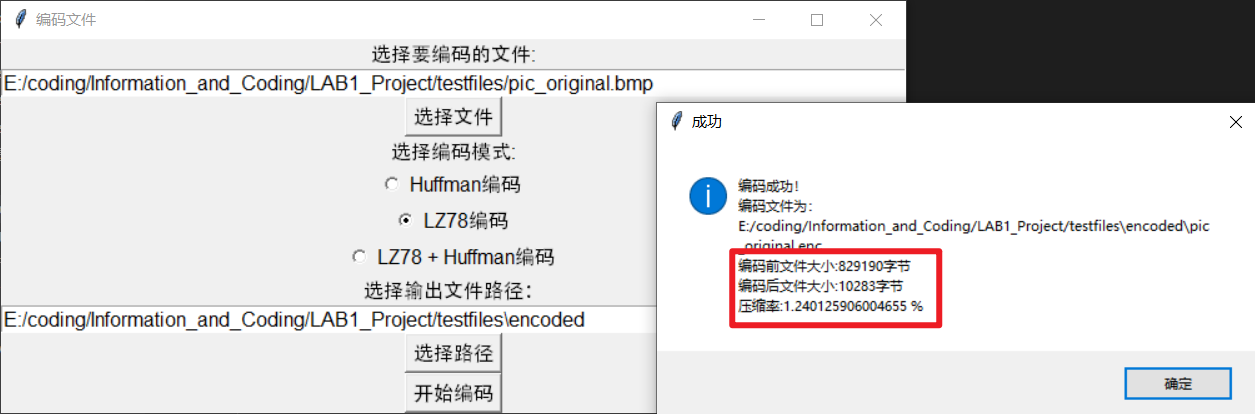 编码文件
选择要编码的文件:
E:/coding/Information_and_Coding/LAB1_Project/testfiles/pic_original.bmp
选择文件
选择编码模式:
Huffman编码
LZ78编码
LZ78 + Huffman编码
选择输出文件路径:
E:/coding/Information_and_Coding/LAB1_Project/testfiles\encoded
选择路径
开始编码
成功
编码成功!
编码文件为:
E:/coding/Information_and_Coding/LAB1_Project/testfiles\encoded\pic
_original.enc
编码前文件大小:829190字节
编码后文件大小:10283字节
压缩率:1.240125906004655 %
确定